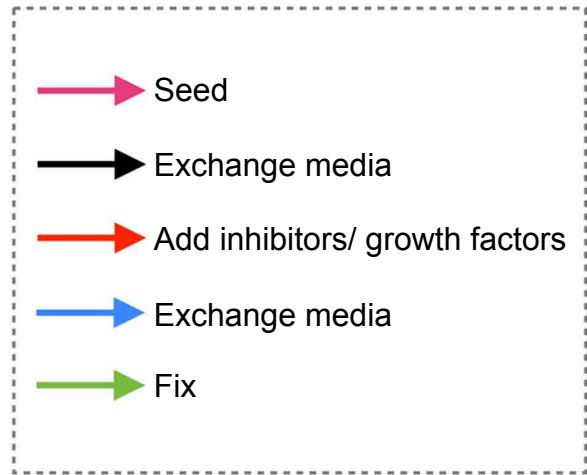 Seed
Exchange media
Add inhibitors/ growth factors
Exchange media
Fix